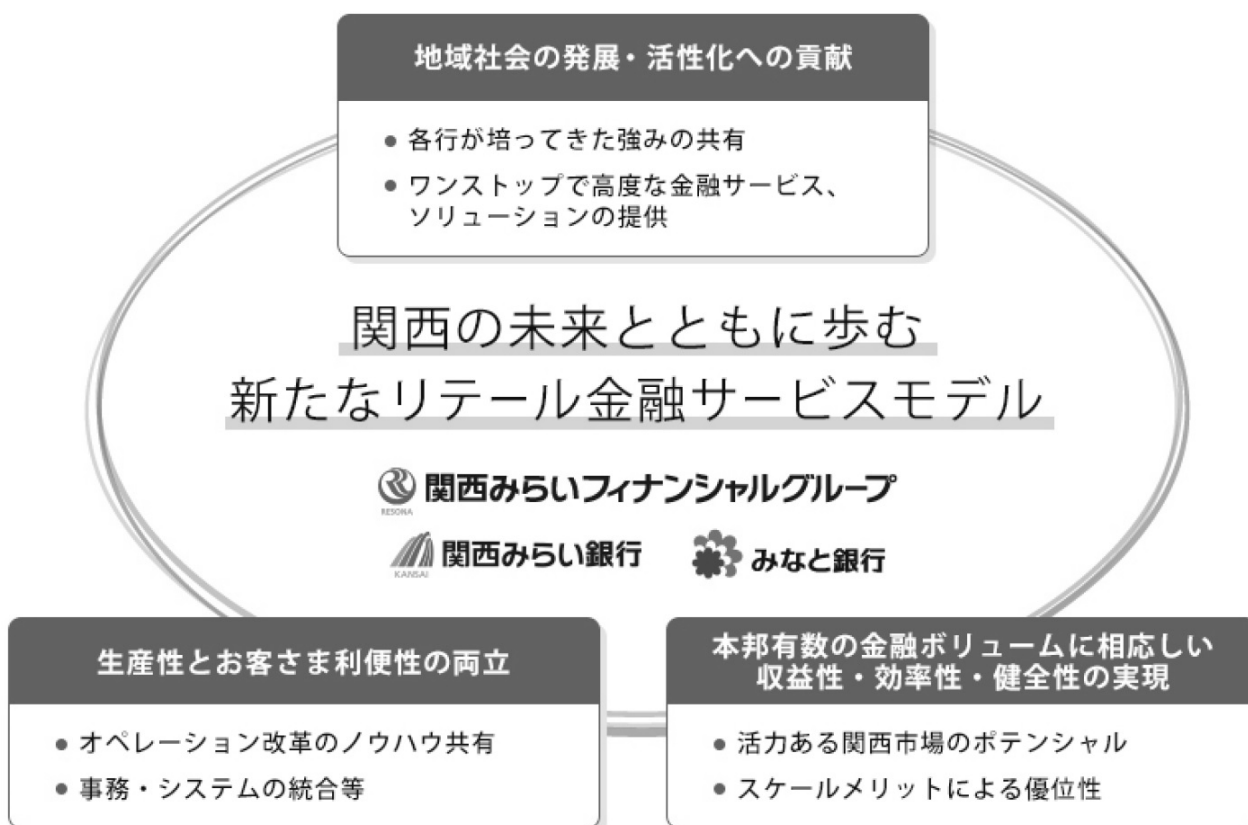 地域社会の発展・活性化への貢献
● 各行が培ってきた強みの共有
● ワンストップで高度な金融サービス、
ソリューションの提供
関西の未来とともに歩む
新たなリテール金融サービスモデル
RESONA 関西みらいフィナンシャルグループ
KANSAI 関西みらい銀行 みなと銀行
生産性とお客さま利便性の両立
● オペレーション改革のノウハウ共有
● 事務・システムの統合等
本邦有数の金融ボリュームに相応しい
収益性・効率性・健全性の実現
● 活力ある関西市場のポテンシャル
● スケールメリットによる優位性